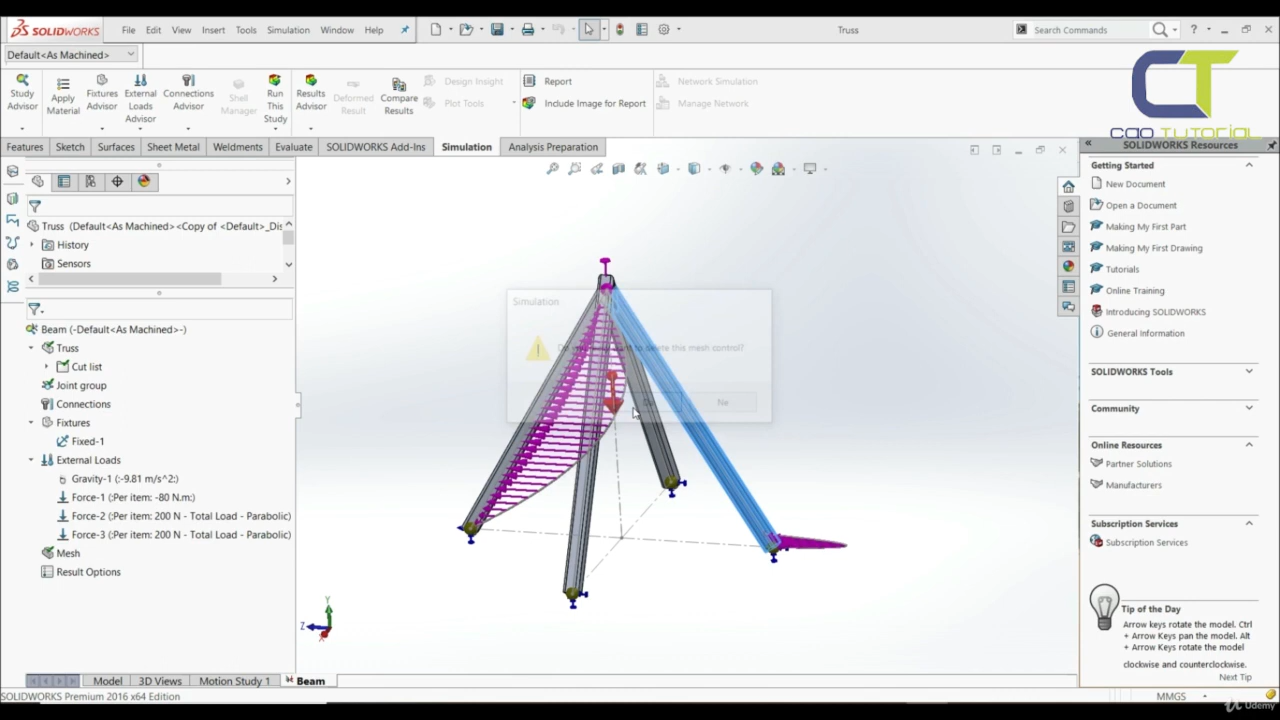 SOLIDWORKS
File Edit View Insert Tools Simulation Window Help
Truss
Search Commands
Default<As Machined>
Study Advisor
Apply Material
Fixtures Advisor
External Loads Advisor
Connections Advisor
Shell Manager
Run This Study
Results Advisor
Deformed Result
Compare Results
Design Insight
Plot Tools
Report
Include Image for Report
Network Simulation
Manage Network
CT
CAD TUTORIAL
Features Sketch Surfaces Sheet Metal Weldments Evaluate SOLIDWORKS Add-Ins Simulation Analysis Preparation
Truss (Default<As Machined><Copy of <Default>_Dis
History
Sensors
Beam (-Default<As Machined>-)
Truss
Cut list
Joint group
Connections
Fixtures
Fixed-1
External Loads
Gravity-1 (:-9.81 m/s^2:)
Force-1 (:Per item: -80 N.m:)
Force-2 (:Per item: 200 N - Total Load - Parabolic)
Force-3 (:Per item: 200 N - Total Load - Parabolic)
Mesh
Result Options
Simulation
to delete this mesh control?
No
Z
Y
X
SOLIDWORKS Resources
Getting Started
New Document
Open a Document
Making My First Part
Making My First Drawing
Tutorials
Online Training
Introducing SOLIDWORKS
General Information
SOLIDWORKS Tools
Community
Online Resources
Partner Solutions
Manufacturers
Subscription Services
Subscription Services
Tip of the Day
Arrow keys rotate the model. Ctrl
+ Arrow Keys pan the model. Alt
+ Arrow Keys rotate the model
clockwise and counterclockwise.
Next Tip
Model 3D Views Motion Study 1 Beam
SOLIDWORKS Premium 2016 x64 Edition
MMGS
Udemy